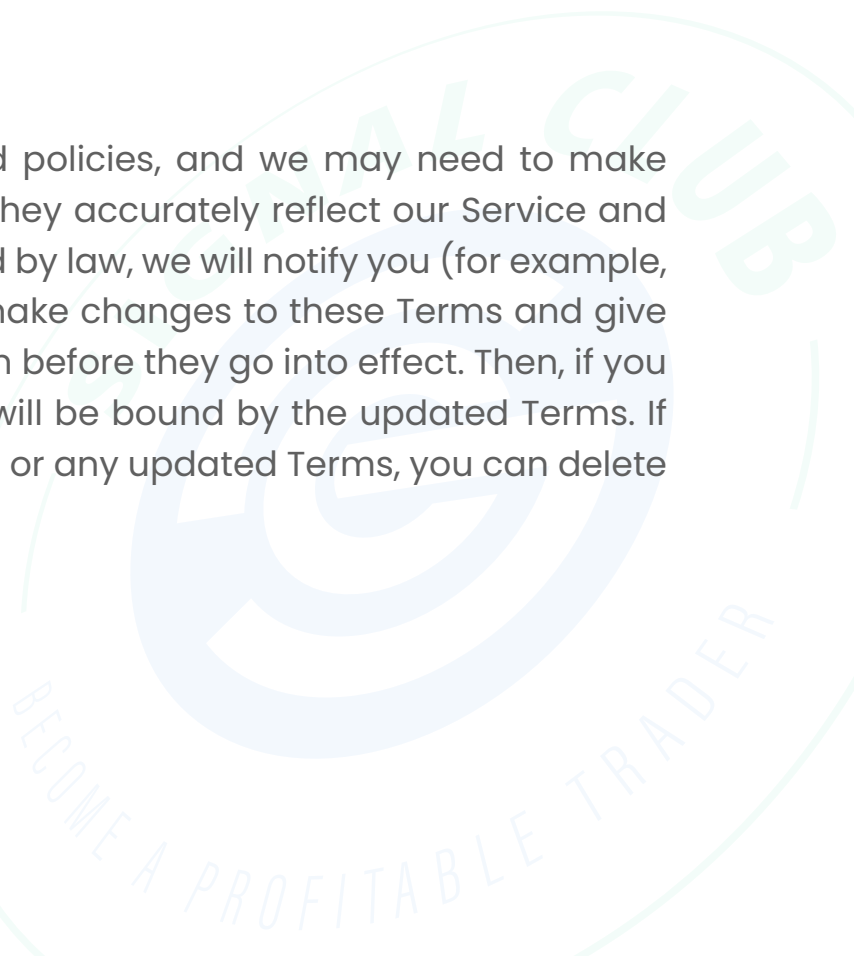 policies, and we may need to make
accurately reflect our Service and
by law, we will notify you (for example,
changes to these Terms and give
before they go into effect. Then, if you
will be bound by the updated Terms. If
or any updated Terms, you can delete
SIGNAL CLUB
BECOME A PROFITABLE TRADER